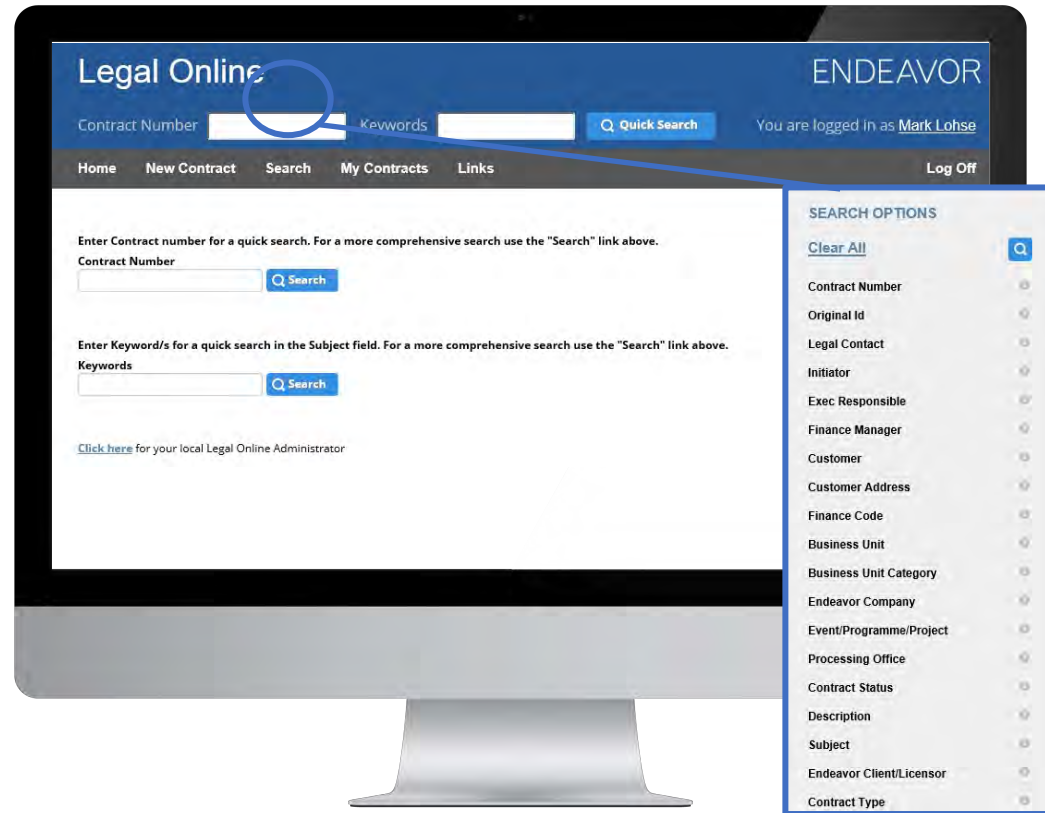 Legal Online
ENDEAVOR
Contract Number Keywords Quick Search You are logged in as Mark Lohse
Home New Contract Search My Contracts Links Log Off
Enter Contract number for a quick search. For a more comprehensive search use the "Search" link above.
Contract Number
Search
Enter Keyword/s for a quick search in the Subject field. For a more comprehensive search use the "Search" link above.
Keywords
Search
Click here for your local Legal Online Administrator
SEARCH OPTIONS
Clear All
Contract Number
Original Id
Legal Contact
Initiator
Exec Responsible
Finance Manager
Customer
Customer Address
Finance Code
Business Unit
Business Unit Category
Endeavor Company
Event/Programme/Project
Processing Office
Contract Status
Description
Subject
Endeavor Client/Licensor
Contract Type